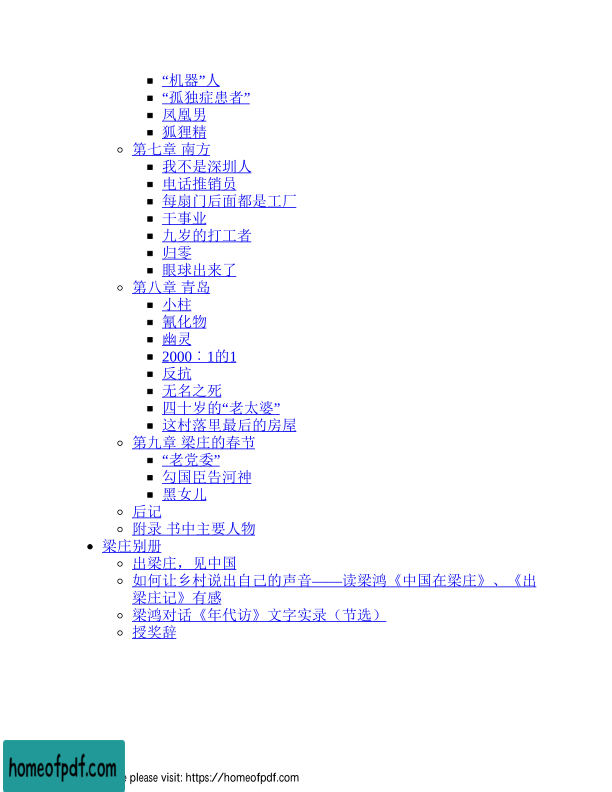 “机器”人
“孤独症患者”
凤凰男
狐狸精
第七章 南方
我不是深圳人
电话推销员
每扇门后面都是工厂
干事业
九岁的打工者
归零
眼球出来了
第八章 青岛
小柱
氰化物
幽灵
2000：1的1
反抗
无名之死
四十岁的“老太婆”
这村落里最后的房屋
第九章 梁庄的春节
“老党委”
勾国臣告河神
黑女儿
后记
附录 书中主要人物
梁庄别册
出梁庄，见中国
如何让乡村说出自己的声音——读梁鸿《中国在梁庄》、《出
梁庄记》有感
梁鸿对话《年代访》文字实录（节选）
授奖辞
homeofpdf.com
e please visit: https://homeofpdf.com